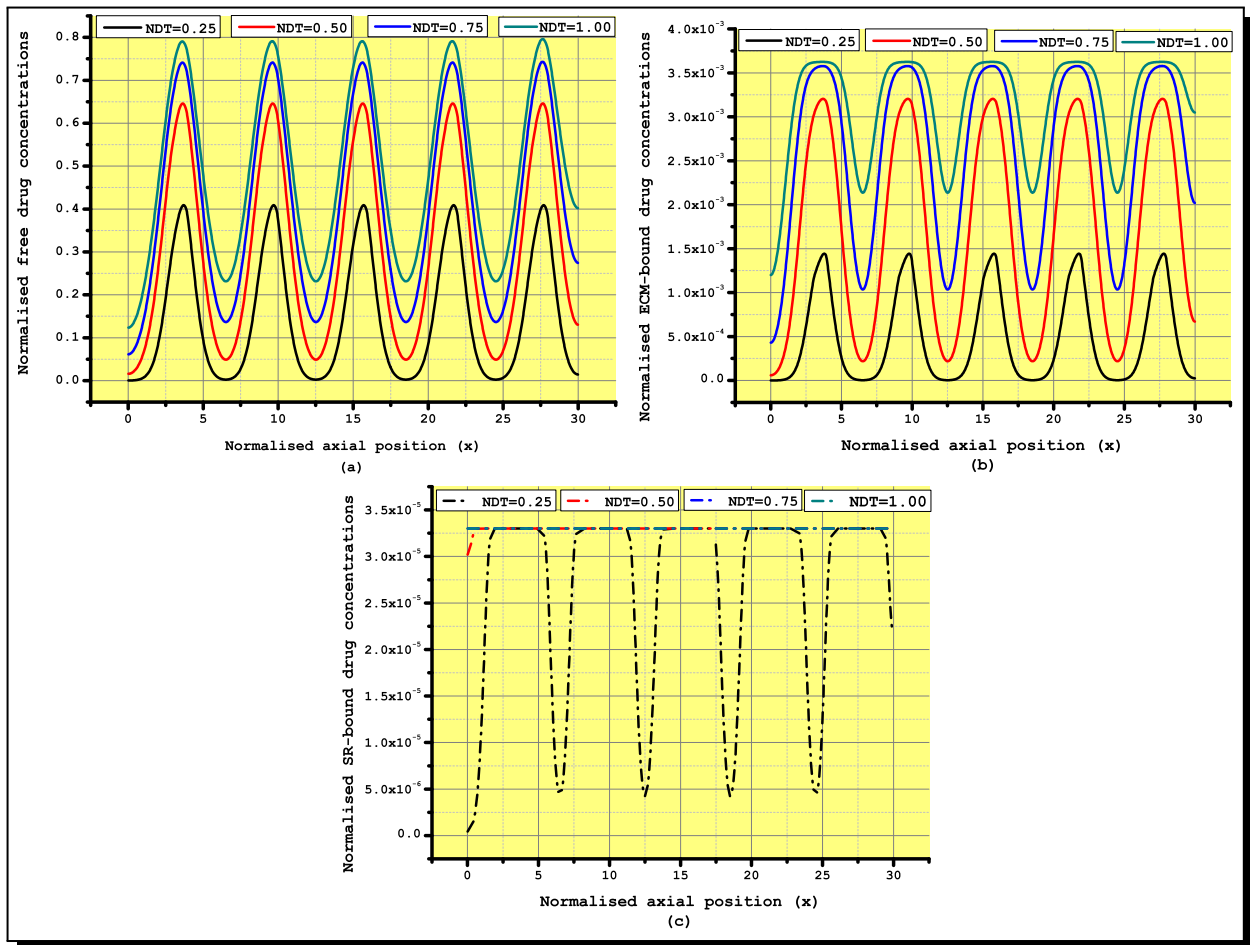 NDT=0.25 NDT=0.50 NDT=0.75 NDT=1.00
Normalised free drug concentrations
0.8
0.7
0.6
0.5
0.4
0.3
0.2
0.1
0.0
0 5 10 15 20 25 30
Normalised axial position (x)
(a)
NDT=0.25 NDT=0.50 NDT=0.75 NDT=1.00
Normalised ECM-bound drug concentrations
4.0x10⁻³
3.5x10⁻³
3.0x10⁻³
2.5x10⁻³
2.0x10⁻³
1.5x10⁻³
1.0x10⁻³
5.0x10⁻⁴
0.0
0 5 10 15 20 25 30
Normalised axial position (x)
(b)
NDT=0.25 NDT=0.50 NDT=0.75 NDT=1.00
Normalised SR-bound drug concentrations
3.5x10⁻⁵
3.0x10⁻⁵
2.5x10⁻⁵
2.0x10⁻⁵
1.5x10⁻⁵
1.0x10⁻⁵
5.0x10⁻⁶
0.0
0 5 10 15 20 25 30
Normalised axial position (x)
(c)